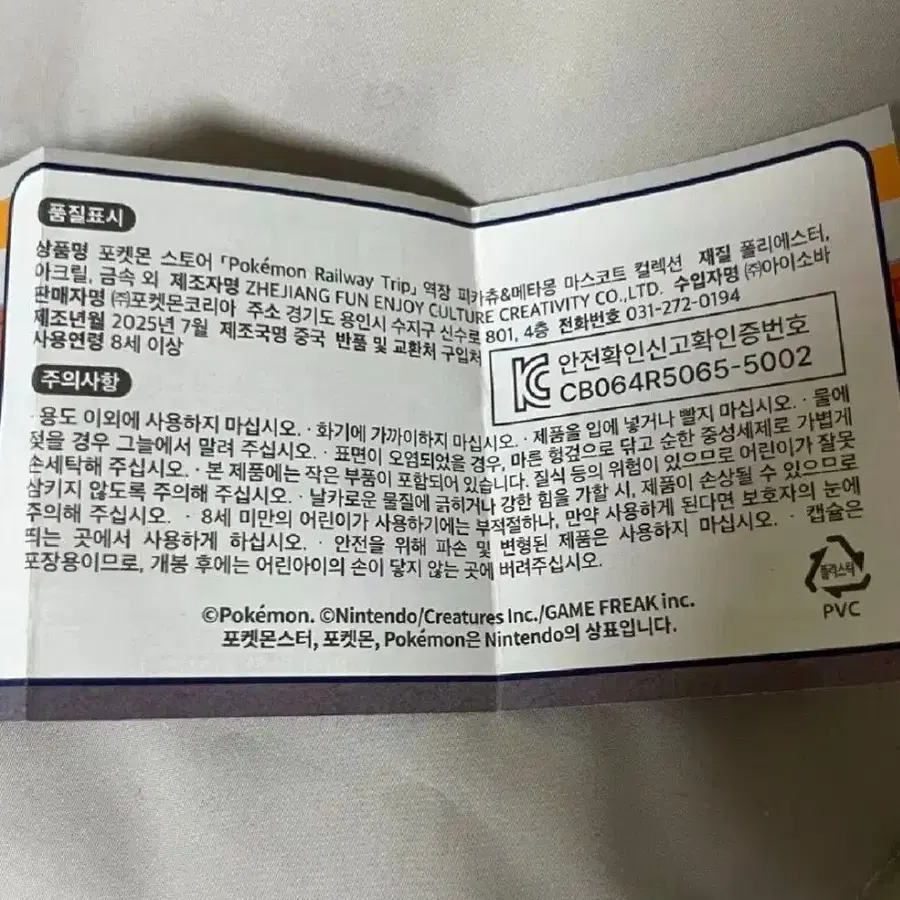 품질표시
상품명 포켓몬 스토어 「Pokémon Railway Trip」 역장 피카츄&메타몽 마스코트 컬렉션 재질 폴리에스터,
아크릴, 금속 외 제조자명 ZHEJIANG FUN ENJOY CULTURE CREATIVITY CO.,LTD. 수입자명 ㈜아이소바
판매자명 ㈜포켓몬코리아 주소 경기도 용인시 수지구 신수로 801, 4층 전화번호 031-272-0194
제조년월 2025년 7월 제조국명 중국 반품 및 교환처 구입처
사용연령 8세 이상
안전확인신고확인증번호
CB064R5065-5002
주의사항
· 용도 이외에 사용하지 마십시오. · 화기에 가까이하지 마십시오. · 제품을 입에 넣거나 빨지 마십시오. · 물에
젖을 경우 그늘에서 말려 주십시오. · 표면이 오염되었을 경우, 마른 헝겊으로 닦고 순한 중성세제로 가볍게
손세탁해 주십시오. · 본 제품에는 작은 부품이 포함되어 있습니다. 질식 등의 위험이 있으므로 어린이가 잘못
삼키지 않도록 주의해 주십시오. · 날카로운 물질에 긁히거나 강한 힘을 가할 시, 제품이 손상될 수 있으므로
주의해 주십시오. · 8세 미만의 어린이가 사용하기에는 부적절하나, 만약 사용하게 된다면 보호자의 눈에
띄는 곳에서 사용하게 하십시오. · 안전을 위해 파손 및 변형된 제품은 사용하지 마십시오. · 캡슐은
포장용이므로, 개봉 후에는 어린아이의 손이 닿지 않는 곳에 버려주십시오.
플라스틱
PVC
©Pokémon. ©Nintendo/Creatures Inc./GAME FREAK inc.
포켓몬스터, 포켓몬, Pokémon은 Nintendo의 상표입니다.